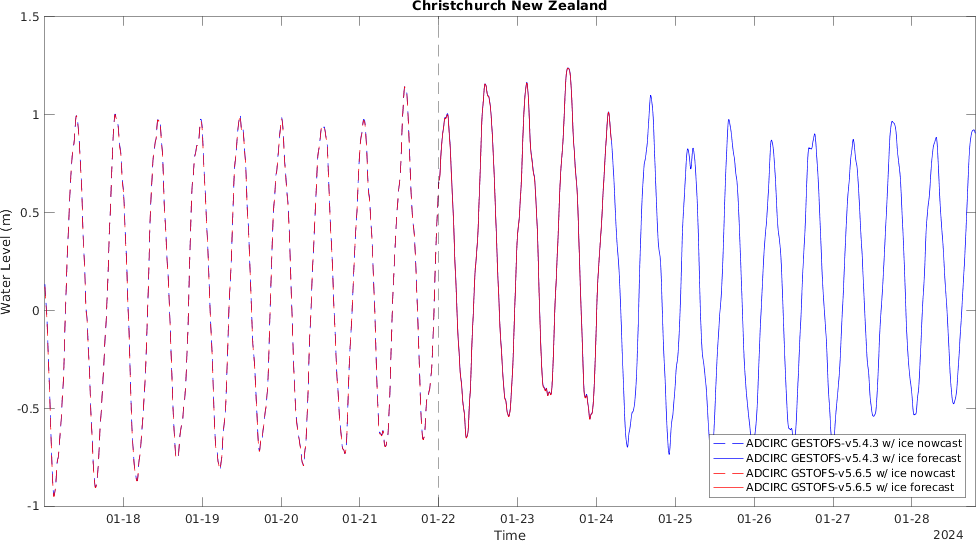 Christchurch New Zealand
1.5
1
0.5
0
-0.5
-1
Water Level (m)
01-18 01-19 01-20 01-21 01-22 01-23 01-24 01-25 01-26 01-27 01-28
Time
2024
ADCIRC GESTOFS-v5.4.3 w/ ice nowcast
ADCIRC GESTOFS-v5.4.3 w/ ice forecast
ADCIRC GSTOFS-v5.6.5 w/ ice nowcast
ADCIRC GSTOFS-v5.6.5 w/ ice forecast